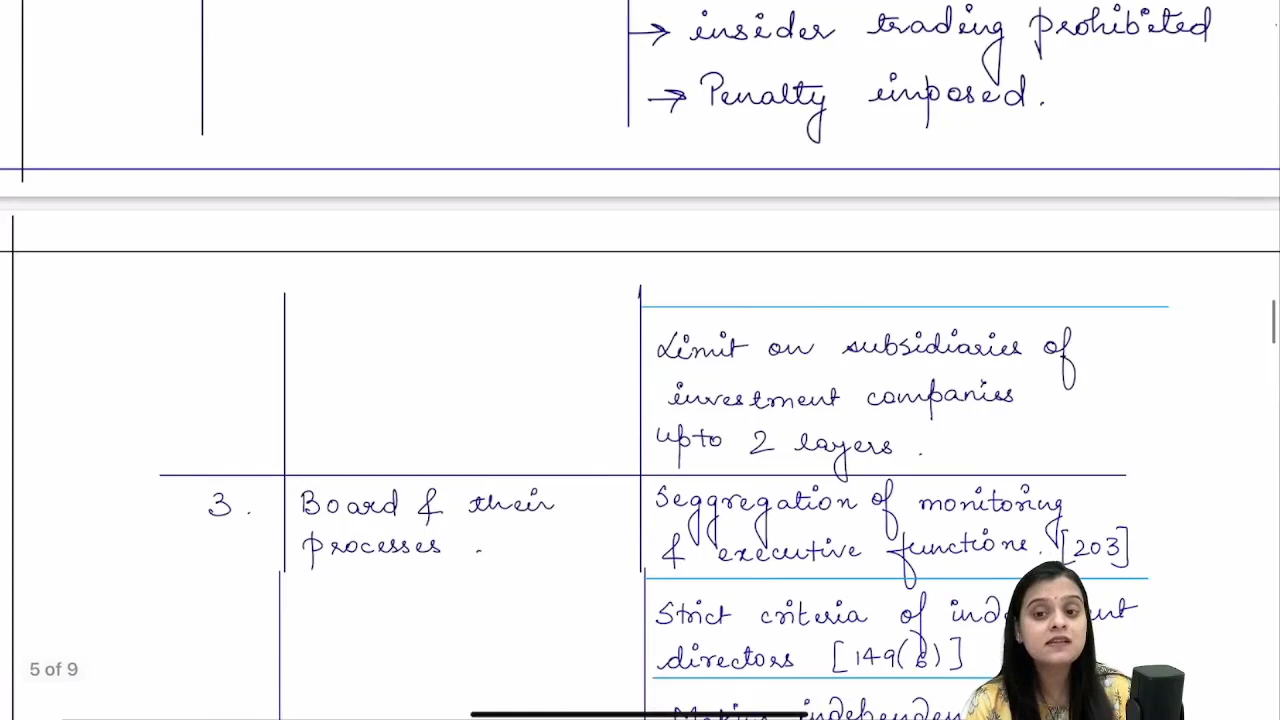 → insider trading prohibited
→ Penalty imposed.
Limit on subsidiaries of
investment companies
upto 2 layers.
3. Board & their
processes.
Seggregation of monitoring
& executive functions. [203]
Strict criteria of
directors [149(6)]
Making
5 of 9